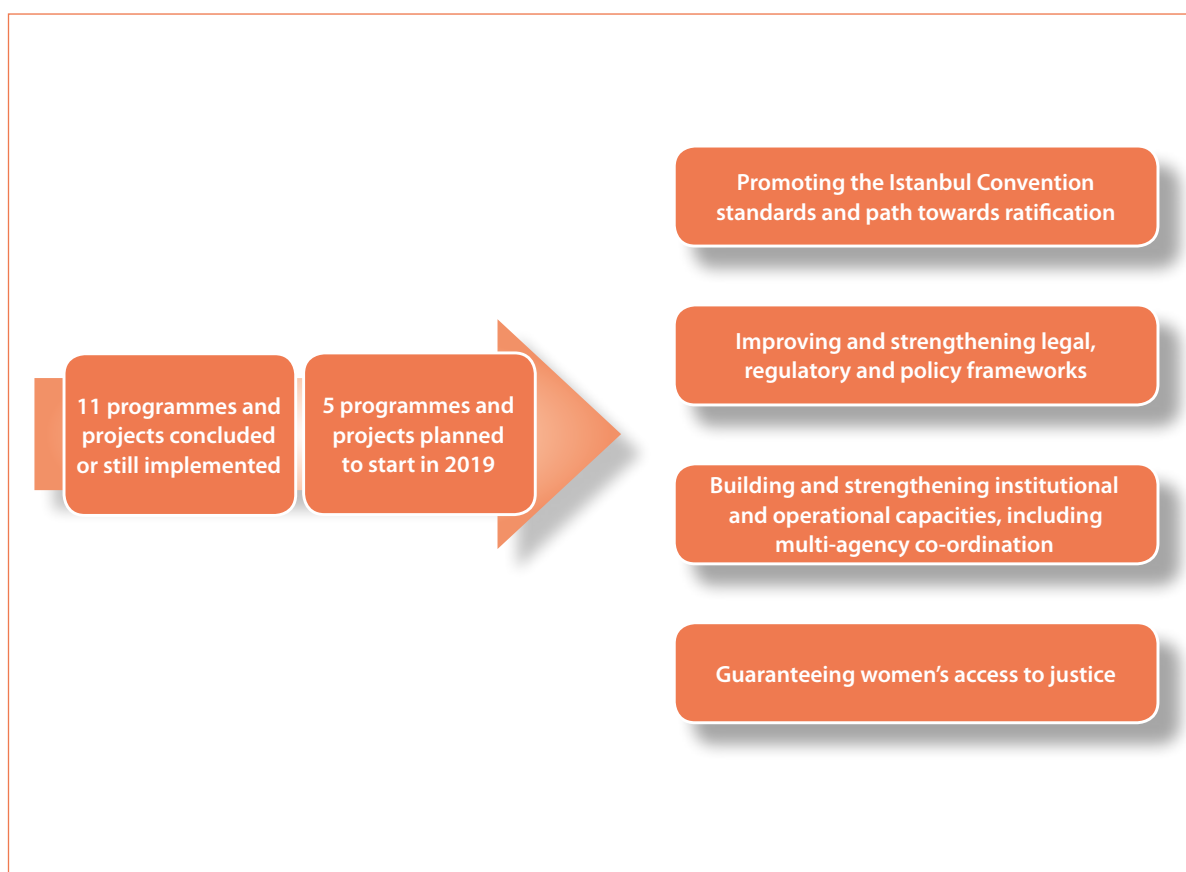 11 programmes and
projects concluded
or still implemented
5 programmes and
projects planned
to start in 2019
Promoting the Istanbul Convention
standards and path towards ratification
Improving and strengthening legal,
regulatory and policy frameworks
Building and strengthening institutional
and operational capacities, including
multi-agency co-ordination
Guaranteeing women’s access to justice